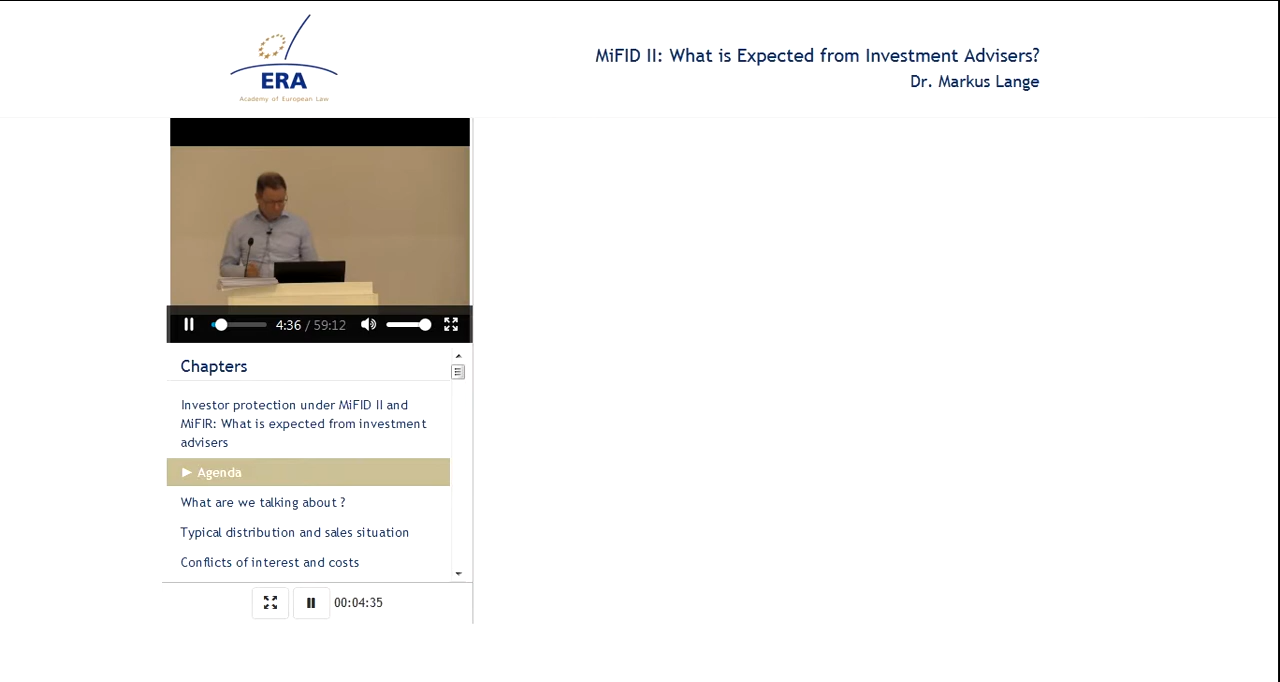 ERA
Academy of European Law
MiFID II: What is Expected from Investment Advisers?
Dr. Markus Lange
4:36 / 59:12
Chapters
Investor protection under MiFID II and
MiFIR: What is expected from investment
advisers
► Agenda
What are we talking about ?
Typical distribution and sales situation
Conflicts of interest and costs
00:04:35